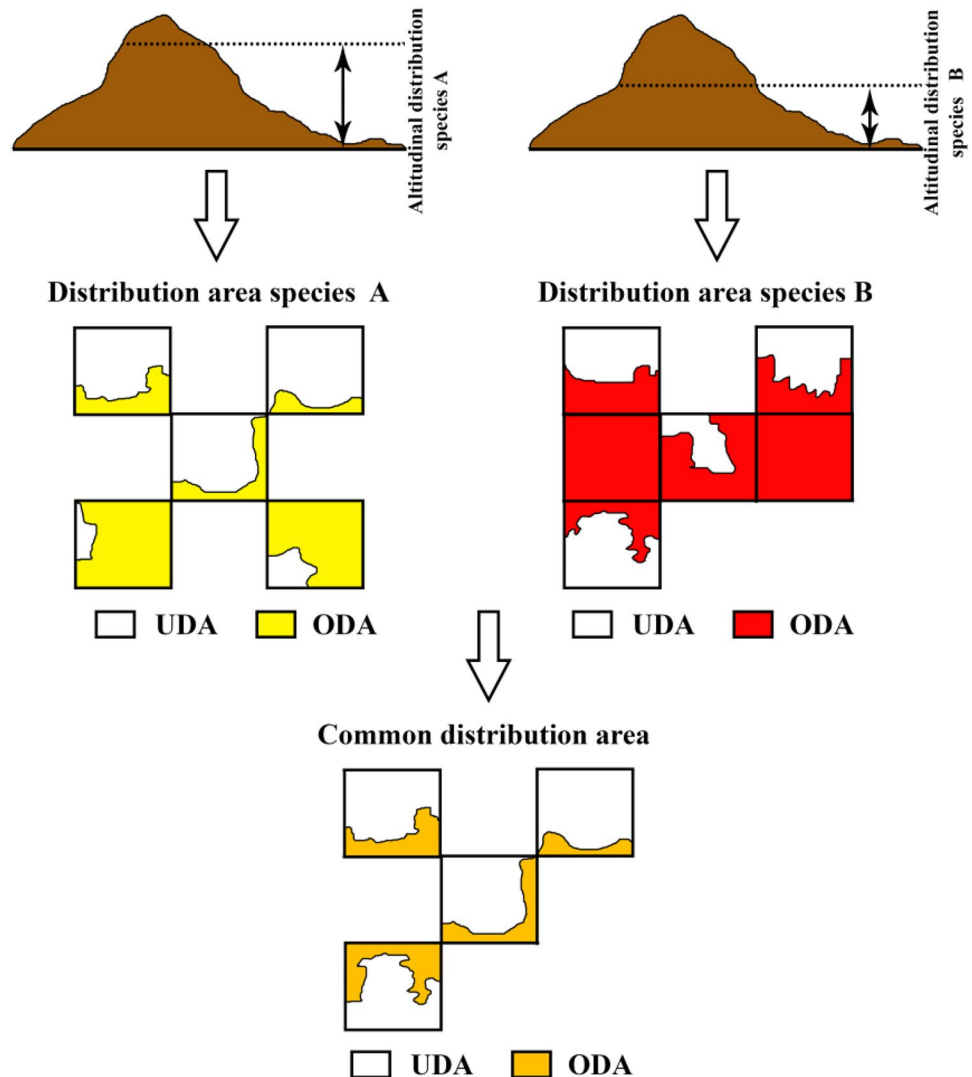 Altitudinal distribution
species A
Altitudinal distribution
species B
Distribution area species A
Distribution area species B
UDA
ODA
UDA
ODA
Common distribution area
UDA
ODA